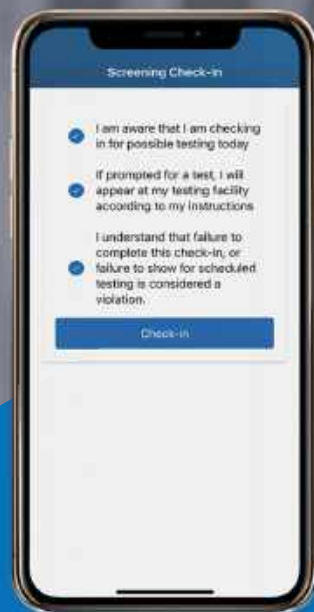 Screening Check-In
I am aware that I am checking
in for possible testing today
If prompted for a test, I will
appear at my testing facility
according to my instructions
I understand that failure to
complete this check-in, or
failure to show for scheduled
testing is considered a
violation.
Check-in